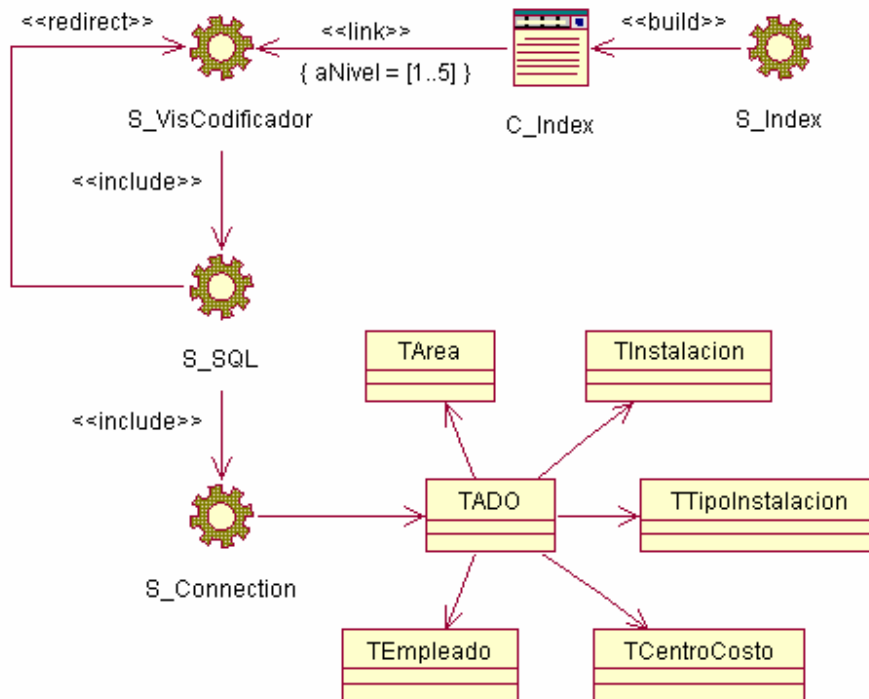 <<redirect>>
<<link>>
<<build>>
{ aNivel = [1..5] }
S_VisCodificador
C_Index
S_Index
<<include>>
S_SQL
TArea
TInstalacion
<<include>>
TADO
TTipoInstalacion
S_Connection
TEmpleado
TCentroCosto